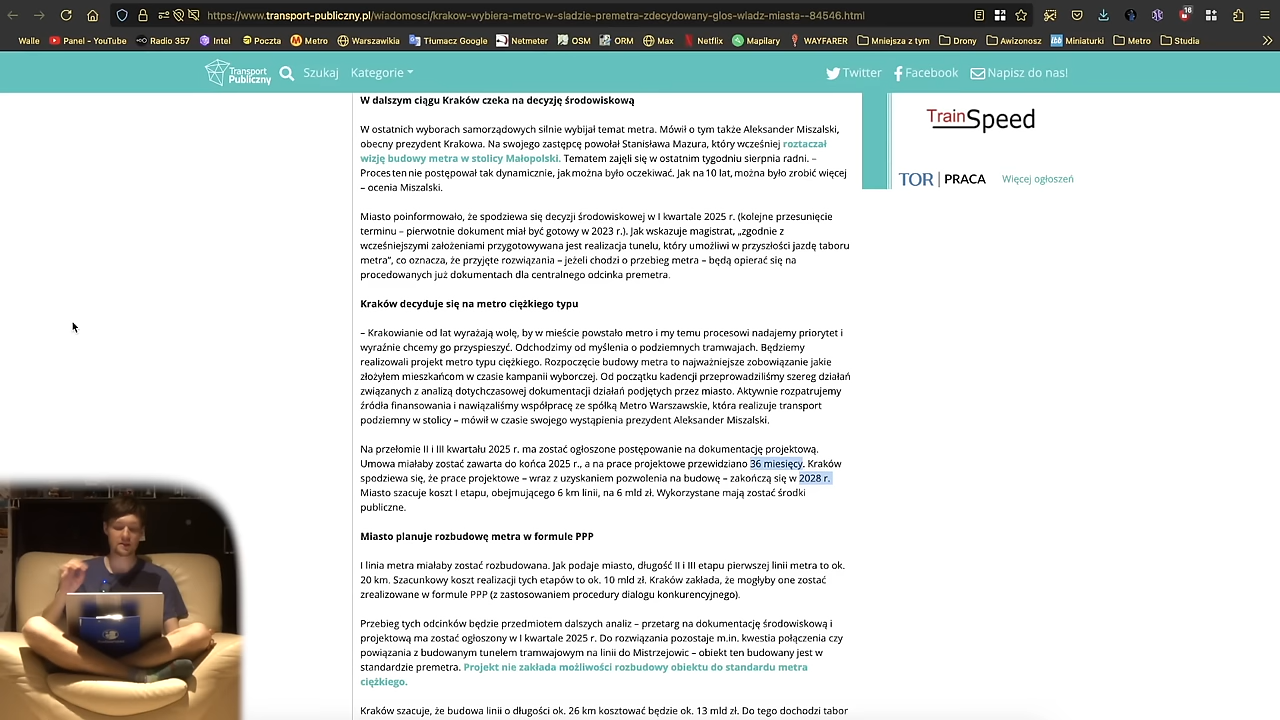 https://www.transport-publiczny.pl/wiadomosci/krakow-wybiera-metro-w-sladzie-premetra-zdecydowany-glos-wladz-miasta--84546.html
18
Walle Panel - YouTube Radio 357 Intel Poczta Metro Warszawikia Tłumacz Google Netmeter OSM ORM Max Netflix Mapilary WAYFARER Mniejsza z tym Drony Awizonosz Miniaturki Metro Studia
Transport Publiczny Szukaj Kategorie Twitter Facebook Napisz do nas!
W dalszym ciągu Kraków czeka na decyzję środowiskową
W ostatnich wyborach samorządowych silnie wybijał temat metra. Mówił o tym także Aleksander Miszalski,
obecny prezydent Krakowa. Na swojego zastępcę powołał Stanisława Mazura, który wcześniej roztaczał
wizję budowy metra w stolicy Małopolski. Tematem zajęli się w ostatnim tygodniu sierpnia radni. –
Proces ten nie postępował tak dynamicznie, jak można było oczekiwać. Jak na 10 lat, można było zrobić więcej
– ocenia Miszalski.
Miasto poinformowało, że spodziewa się decyzji środowiskowej w I kwartale 2025 r. (kolejne przesunięcie
terminu – pierwotnie dokument miał być gotowy w 2023 r.). Jak wskazuje magistrat, „zgodnie z
wcześniejszymi założeniami przygotowywana jest realizacja tunelu, który umożliwi w przyszłości jazdę taboru
metra”, co oznacza, że przyjęte rozwiązania – jeżeli chodzi o przebieg metra – będą opierać się na
procedowanych już dokumentach dla centralnego odcinka premetra.
Kraków decyduje się na metro ciężkiego typu
– Krakowianie od lat wyrażają wolę, by w mieście powstało metro i my temu procesowi nadajemy priorytet i
wyraźnie chcemy go przyspieszyć. Odchodzimy od myślenia o podziemnych tramwajach. Będziemy
realizowali projekt metro typu ciężkiego. Rozpoczęcie budowy metra to najważniejsze zobowiązanie jakie
złożyłem mieszkańcom w czasie kampanii wyborczej. Od początku kadencji przeprowadziliśmy szereg działań
związanych z analizą dotychczasowej dokumentacji działań podjętych przez miasto. Aktywnie rozpatrujemy
źródła finansowania i nawiązaliśmy współpracę ze spółką Metro Warszawskie, która realizuje transport
podziemny w stolicy – mówił w czasie swojego wystąpienia prezydent Aleksander Miszalski.
Na przełomie II i III kwartału 2025 r. ma zostać ogłoszone postępowanie na dokumentację projektową.
Umowa miałaby zostać zawarta do końca 2025 r., a na prace projektowe przewidziano 36 miesięcy. Kraków
spodziewa się, że prace projektowe – wraz z uzyskaniem pozwolenia na budowę – zakończą się w 2028 r.
Miasto szacuje koszt I etapu, obejmującego 6 km linii, na 6 mld zł. Wykorzystane mają zostać środki
publiczne.
Miasto planuje rozbudowę metra w formule PPP
I linia metra miałaby zostać rozbudowana. Jak podaje miasto, długość II i III etapu pierwszej linii metra to ok.
20 km. Szacunkowy koszt realizacji tych etapów to ok. 10 mld zł. Kraków zakłada, że mogłyby one zostać
zrealizowane w formule PPP (z zastosowaniem procedury dialogu konkurencyjnego).
Przebieg tych odcinków będzie przedmiotem dalszych analiz – przetarg na dokumentację środowiskową i
projektową ma zostać ogłoszony w I kwartale 2025 r. Do rozwiązania pozostaje m.in. kwestia połączenia czy
powiązania z budowanym tunelem tramwajowym na linii do Mistrzejowic – obiekt ten budowany jest w
standardzie premetra. Projekt nie zakłada możliwości rozbudowy obiektu do standardu metra
ciężkiego.
Kraków szacuje, że budowa linii o długości ok. 26 km kosztować będzie ok. 13 mld zł. Do tego dochodzi tabor
TrainSpeed
TOR PRACA Więcej ogłoszeń